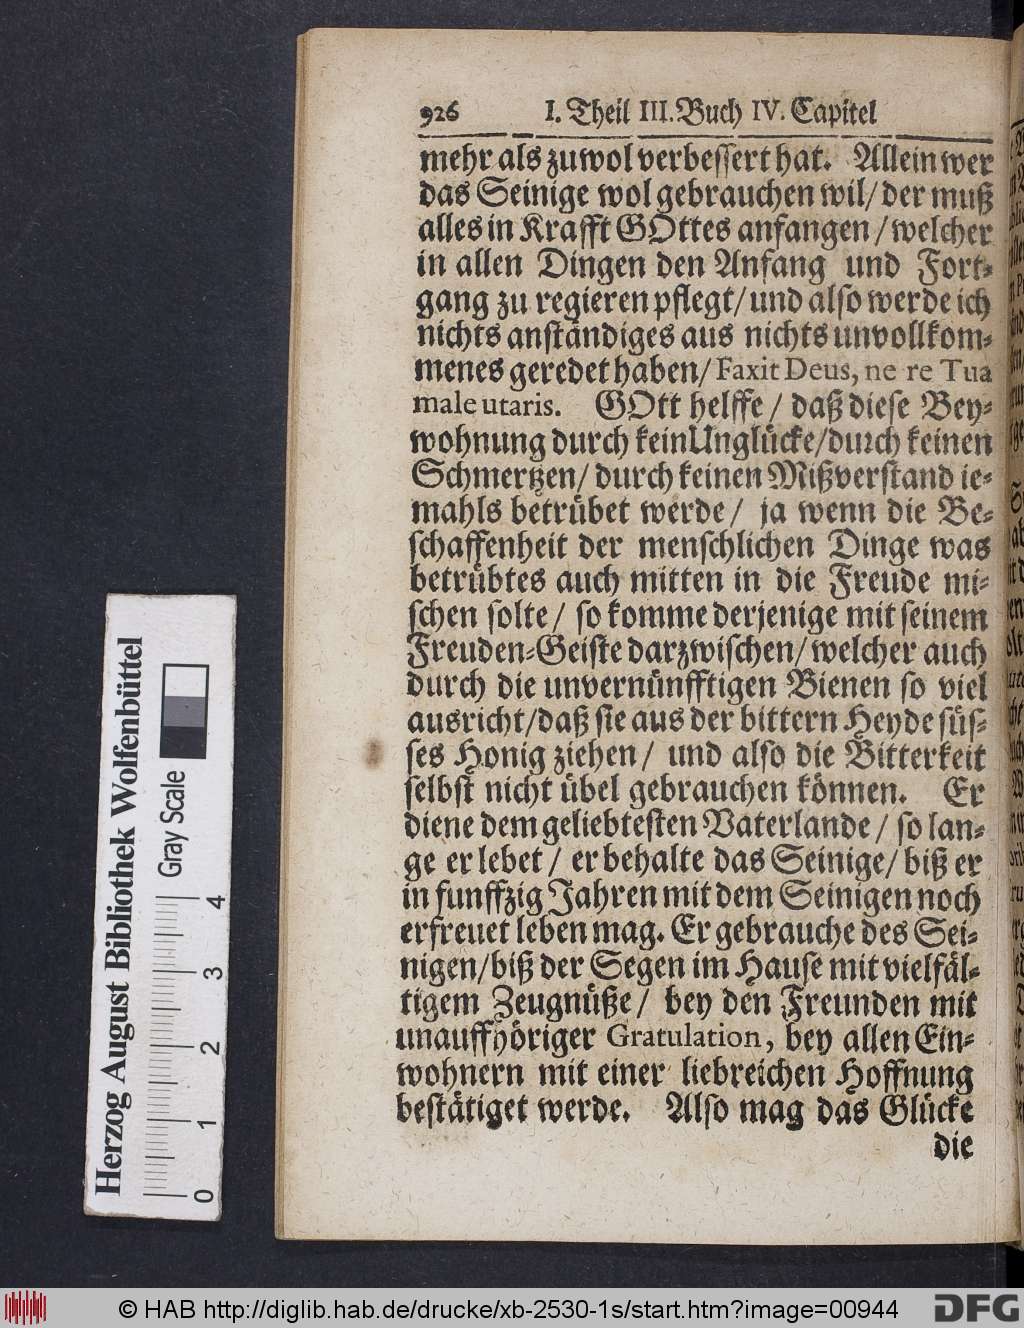 926 I. Theil III. Buch IV. Capitel
mehr als zuwol verbessert hat. Allein wer
das Seinige wol gebrauchen wil/ der muß
alles in Krafft GOttes anfangen / welcher
in allen Dingen den Anfang und Fort-
gang zu regieren pflegt/ und also werde ich
nichts anständiges aus nichts unvollkom-
menes geredet haben/ Faxit Deus, ne re Tua
male utaris. GOtt helffe / daß diese Bey-
wohnung durch kein Unglücke/durch keinen
Schmertzen/ durch keinen Mißverstand ie-
mahls betrübet werde / ja wenn die Be-
schaffenheit der menschlichen Dinge was
betrübtes auch mitten in die Freude mi-
schen solte / so komme derjenige mit seinem
Freuden-Geiste darzwischen/ welcher auch
durch die unvernünfftigen Bienen so viel
ausricht/daß sie aus der bittern Heyde süs-
ses Honig ziehen / und also die Bitterkeit
selbst nicht übel gebrauchen können. Er
diene dem geliebtesten Vaterlande / so lan-
ge er lebet / er behalte das Seinige/ biß er
in funffzig Jahren mit dem Seinigen noch
erfreuet leben mag. Er gebrauche des Sei-
nigen/biß der Segen im Hause mit vielfäl-
tigem Zeugnüße / bey den Freunden mit
unauffhöriger Gratulation, bey allen Ein-
wohnern mit einer liebreichen Hoffnung
bestätiget werde. Also mag das Glücke
die
Herzog August Bibliothek Wolfenbüttel
Gray Scale
0 1 2 3 4
© HAB http://diglib.hab.de/drucke/xb-2530-1s/start.htm?image=00944
DFG